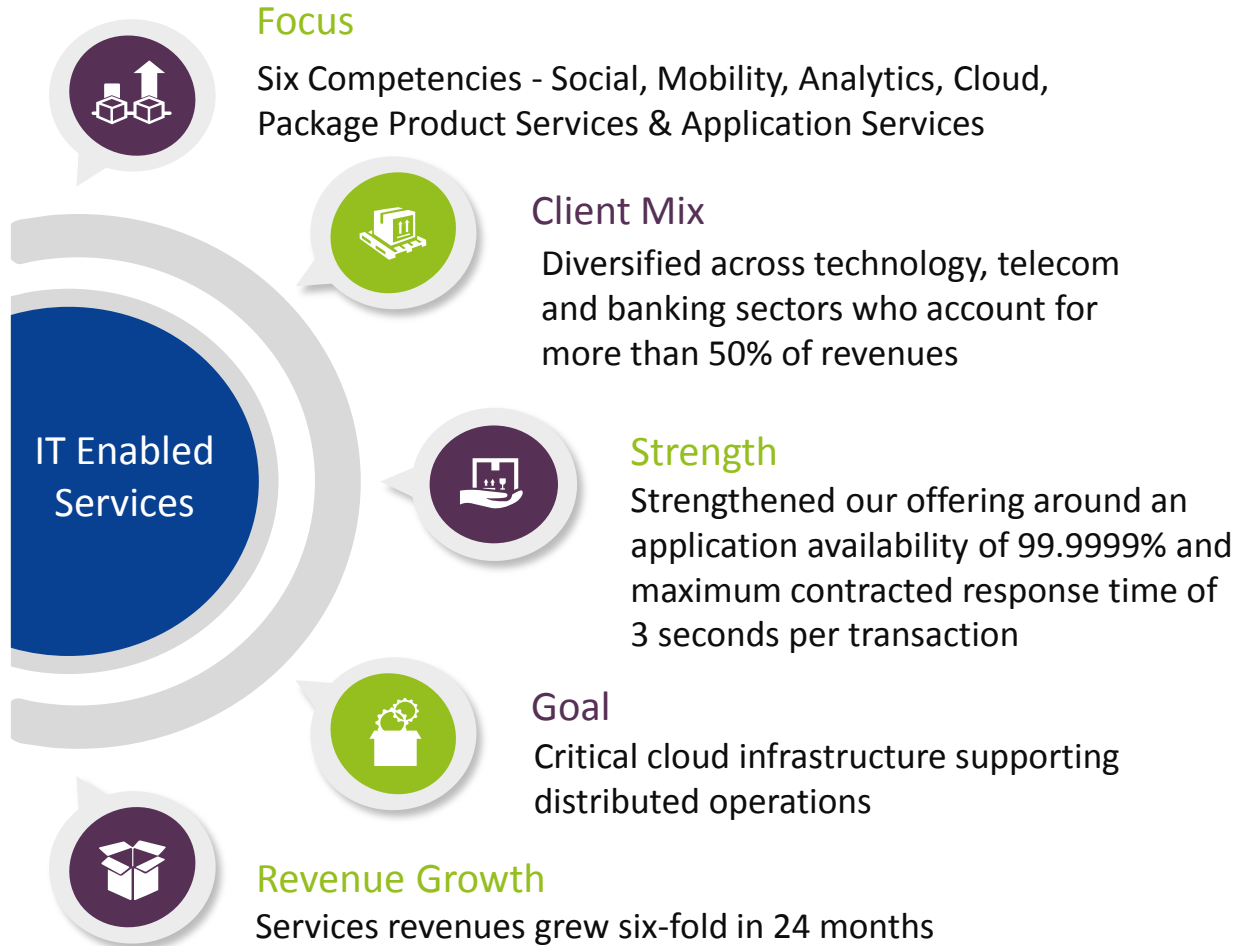 Focus
Six Competencies - Social, Mobility, Analytics, Cloud,
Package Product Services & Application Services
Client Mix
Diversified across technology, telecom
and banking sectors who account for
more than 50% of revenues
IT Enabled
Services
Strength
Strengthened our offering around an
application availability of 99.9999% and
maximum contracted response time of
3 seconds per transaction
Goal
Critical cloud infrastructure supporting
distributed operations
Revenue Growth
Services revenues grew six-fold in 24 months